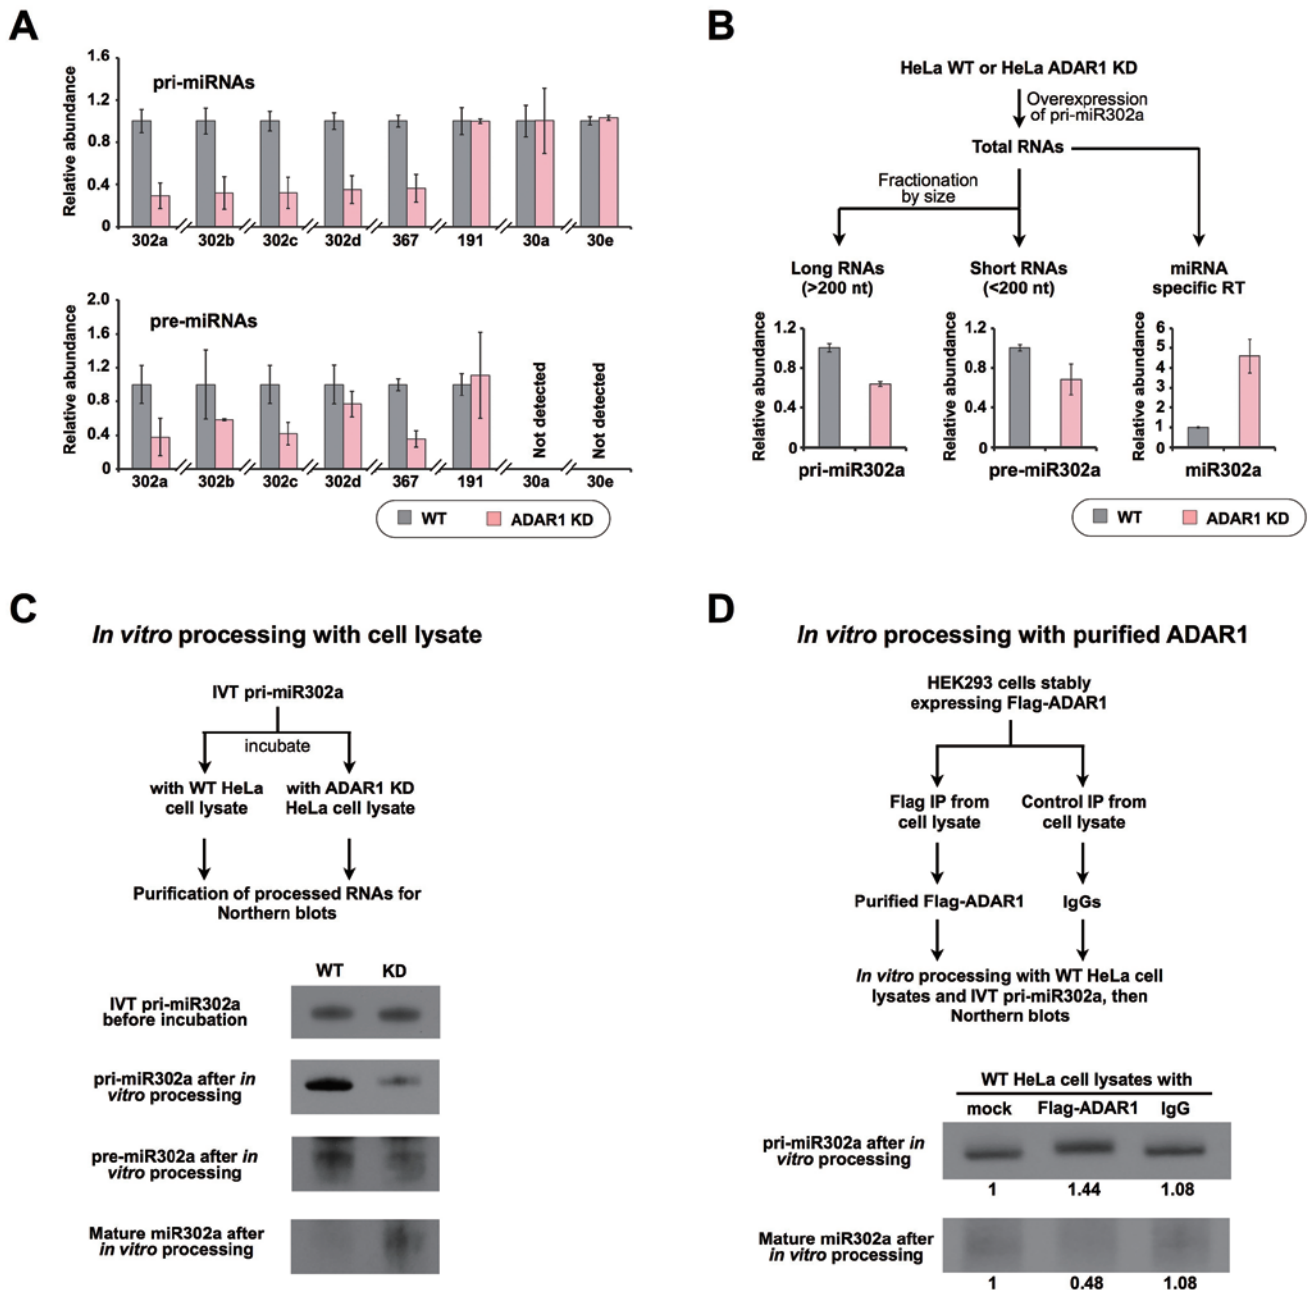 A
pri-miRNAs
Relative abundance
1.6
1.2
0.8
0.4
0
302a 302b 302c 302d 367 191 30a 30e
pre-miRNAs
Relative abundance
2.0
1.6
1.2
0.8
0.4
0
Not detected
Not detected
302a 302b 302c 302d 367 191 30a 30e
WT ADAR1 KD
B
HeLa WT or HeLa ADAR1 KD
Overexpression
of pri-miR302a
Total RNAs
Fractionation
by size
Long RNAs
(>200 nt)
Short RNAs
(<200 nt)
miRNA
specific RT
Relative abundance
1.2
0.8
0.4
0
pri-miR302a
Relative abundance
1.2
0.8
0.4
0
pre-miR302a
Relative abundance
6
5
4
3
2
1
0
miR302a
WT ADAR1 KD
C
In vitro processing with cell lysate
IVT pri-miR302a
incubate
with WT HeLa
cell lysate
with ADAR1 KD
HeLa cell lysate
Purification of processed RNAs for
Northern blots
WT KD
IVT pri-miR302a
before incubation
pri-miR302a after in
vitro processing
pre-miR302a after in
vitro processing
Mature miR302a after
in vitro processing
D
In vitro processing with purified ADAR1
HEK293 cells stably
expressing Flag-ADAR1
Flag IP from
cell lysate
Control IP from
cell lysate
Purified Flag-ADAR1
IgGs
In vitro processing with WT HeLa cell
lysates and IVT pri-miR302a, then
Northern blots
WT HeLa cell lysates with
mock Flag-ADAR1 IgG
pri-miR302a after in
vitro processing
1 1.44 1.08
Mature miR302a after
in vitro processing
1 0.48 1.08